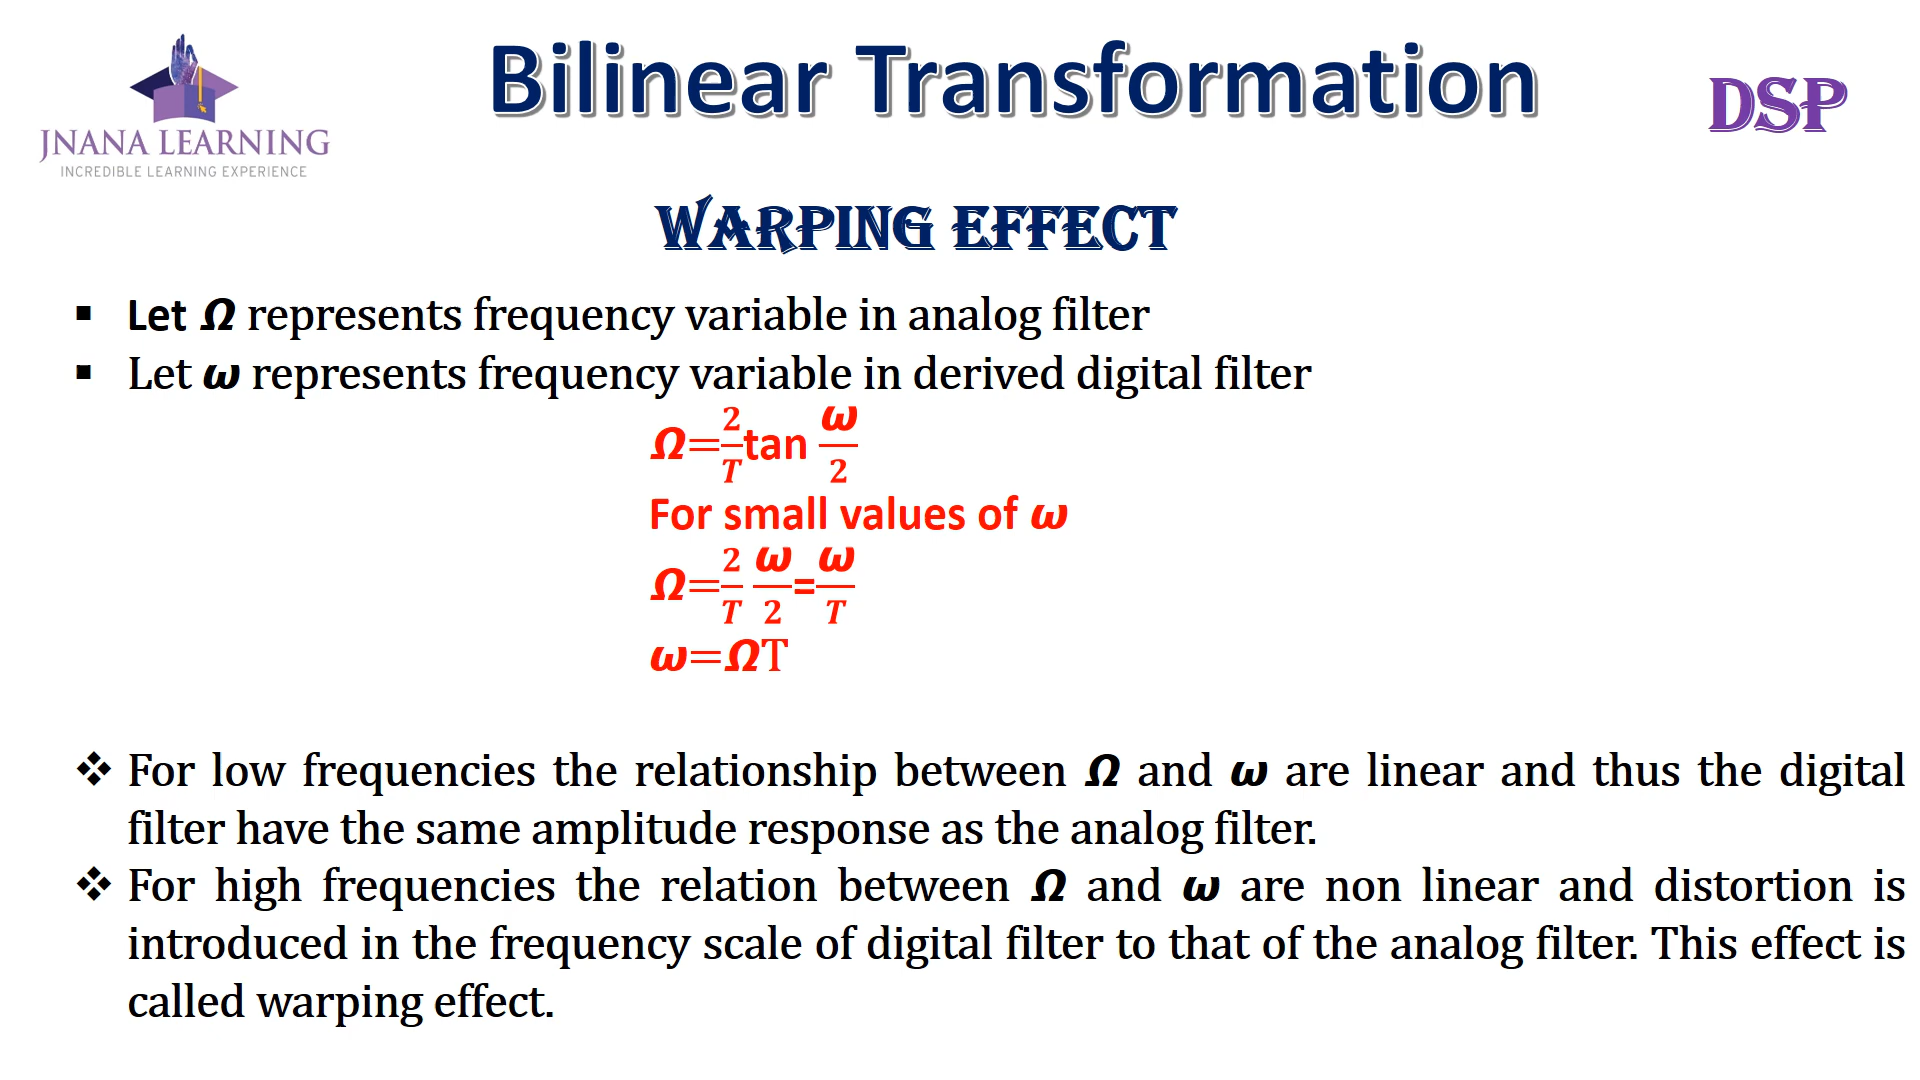 JNANA LEARNING
INCREDIBLE LEARNING EXPERIENCE
Bilinear Transformation
DSP
WARPING EFFECT
▪ Let Ω represents frequency variable in analog filter
▪ Let ω represents frequency variable in derived digital filter
Ω=2/T tan ω/2
For small values of ω
Ω=2/T ω/2=ω/T
ω=ΩT
❖ For low frequencies the relationship between Ω and ω are linear and thus the digital
filter have the same amplitude response as the analog filter.
❖ For high frequencies the relation between Ω and ω are non linear and distortion is
introduced in the frequency scale of digital filter to that of the analog filter. This effect is
called warping effect.